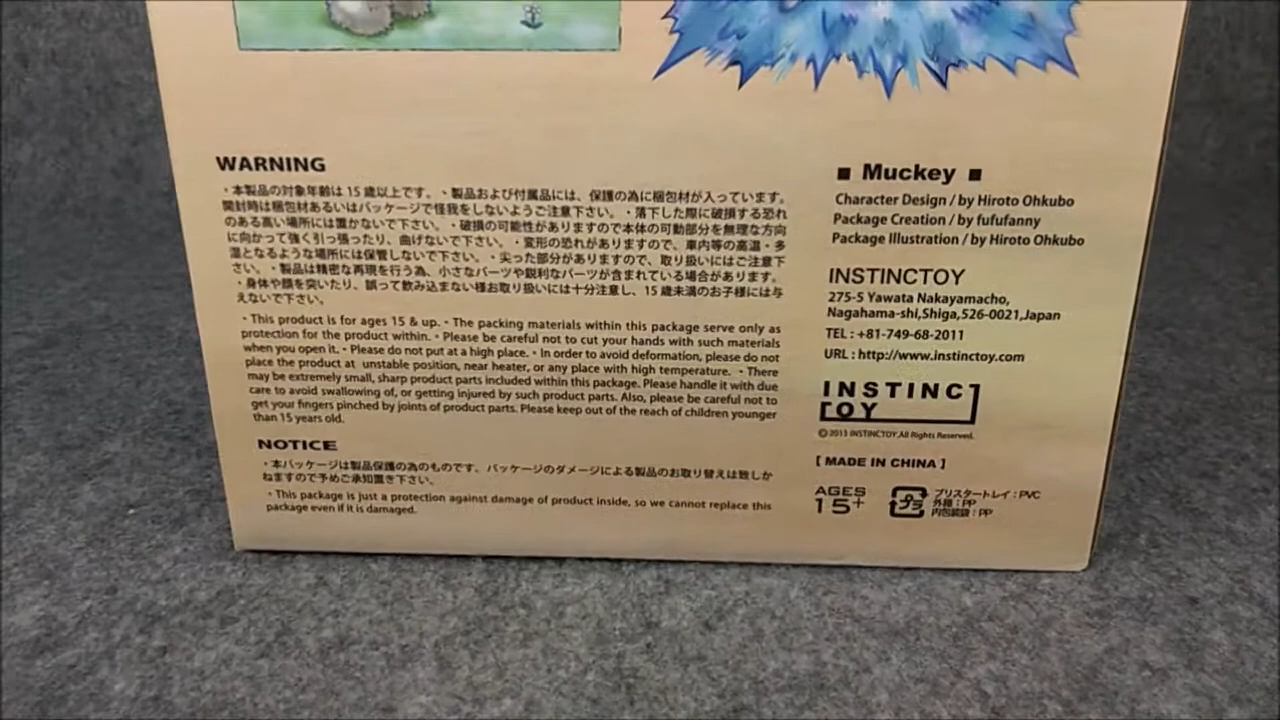 WARNING
・本製品の対象年齢は 15 歳以上です。・製品および付属品には、保護の為に梱包材が入っています。
開封時は梱包材あるいはパッケージで怪我をしないようご注意下さい。・落下した際に破損する恐れ
のある高い場所には置かないで下さい。・破損の可能性がありますので本体の可動部分を無理な方向
に向かって強く引っ張ったり、曲げないで下さい。・変形の恐れがありますので、車内等の高温・多
湿となるような場所には保管しないで下さい。・尖った部分がありますので、取り扱いにはご注意下
さい。・製品は精密な再現を行う為、小さなパーツや鋭利なパーツが含まれている場合があります。
・身体や顔を突いたり、誤って飲み込まない様お取り扱いには十分注意し、15 歳未満のお子様には与
えないで下さい。
・This product is for ages 15 & up. ・The packing materials within this package serve only as
protection for the product within. ・Please be careful not to cut your hands with such materials
when you open it. ・Please do not put at a high place. ・In order to avoid deformation, please do not
place the product at unstable position, near heater, or any place with high temperature. ・There
may be extremely small, sharp product parts included within this package. Please handle it with due
care to avoid swallowing of, or getting injured by such product parts. Also, please be careful not to
get your fingers pinched by joints of product parts. Please keep out of the reach of children younger
than 15 years old.
NOTICE
・本パッケージは製品保護の為のものです。パッケージのダメージによる製品のお取り替えは致しか
ねますので予めご承知置き下さい。
・This package is just a protection against damage of product inside, so we cannot replace this
package even if it is damaged.
■ Muckey ■
Character Design / by Hiroto Ohkubo
Package Creation / by fufufanny
Package Illustration / by Hiroto Ohkubo
INSTINCTOY
275-5 Yawata Nakayamacho,
Nagahama-shi,Shiga,526-0021,Japan
TEL : +81-749-68-2011
URL : http://www.instinctoy.com
INSTINC
TOY
©2015 INSTINCTOY.All Rights Reserved.
[ MADE IN CHINA ]
AGES
15+
プラ
ブリスタートレイ : PVC
外箱 : PP
内包装袋 : PP